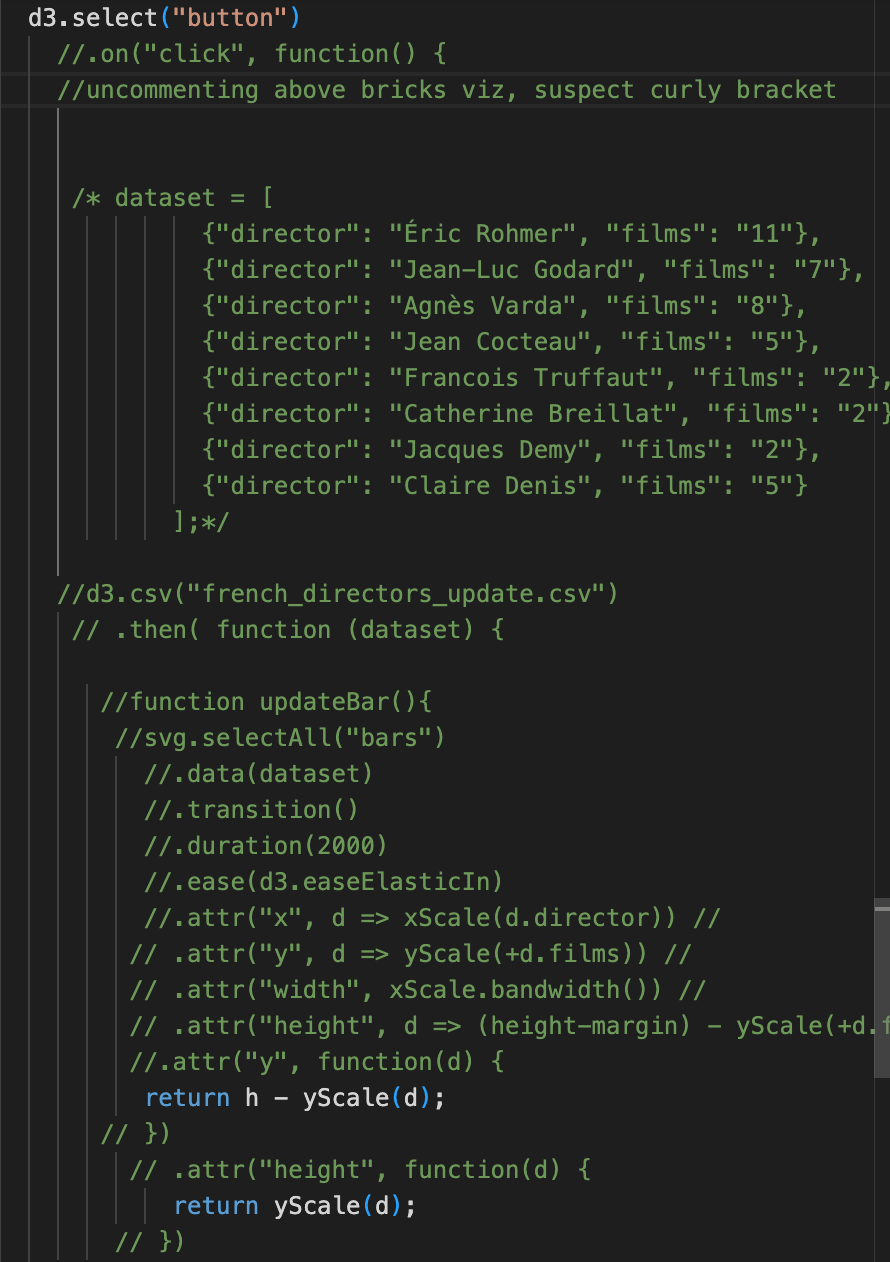 d3.select("button")
//.on("click", function() {
//uncommenting above bricks viz, suspect curly bracket
/* dataset = [
{"director": "Éric Rohmer", "films": "11"},
{"director": "Jean-Luc Godard", "films": "7"},
{"director": "Agnès Varda", "films": "8"},
{"director": "Jean Cocteau", "films": "5"},
{"director": "Francois Truffaut", "films": "2"},
{"director": "Catherine Breillat", "films": "2"}
{"director": "Jacques Demy", "films": "2"},
{"director": "Claire Denis", "films": "5"}
];*/
//d3.csv("french_directors_update.csv")
// .then( function (dataset) {
//function updateBar(){
//svg.selectAll("bars")
//.data(dataset)
//.transition()
//.duration(2000)
//.ease(d3.easeElasticIn)
//.attr("x", d => xScale(d.director)) //
// .attr("y", d => yScale(+d.films)) //
// .attr("width", xScale.bandwidth()) //
// .attr("height", d => (height-margin) - yScale(+d.f
//.attr("y", function(d) {
return h - yScale(d);
// })
// .attr("height", function(d) {
return yScale(d);
// })